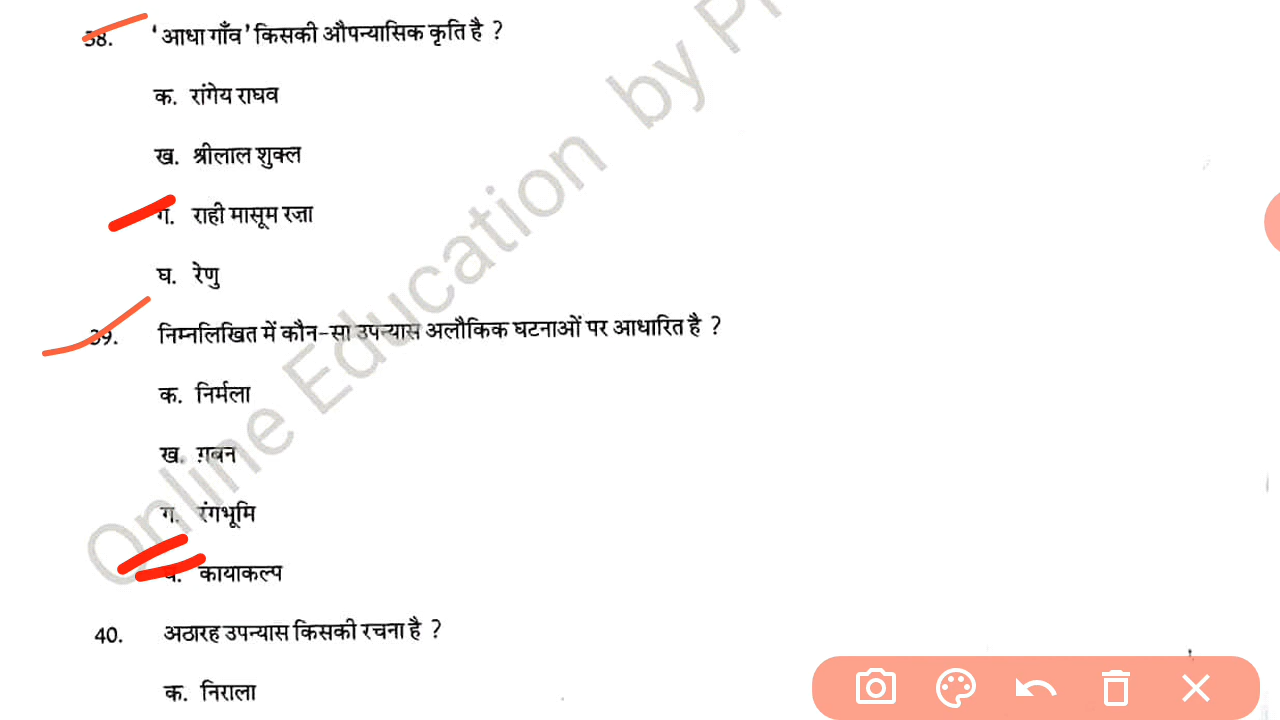 38. 'आधा गाँव' किसकी औपन्यासिक कृति है ?
क. रांगेय राघव
ख. श्रीलाल शुक्ल
ग. राही मासूम रज़ा
घ. रेणु
39. निम्नलिखित में कौन-सा उपन्यास अलौकिक घटनाओं पर आधारित है ?
क. निर्मला
ख. ग़बन
ग. रंगभूमि
घ. कायाकल्प
40. अठारह उपन्यास किसकी रचना है ?
क. निराला
Online Education by